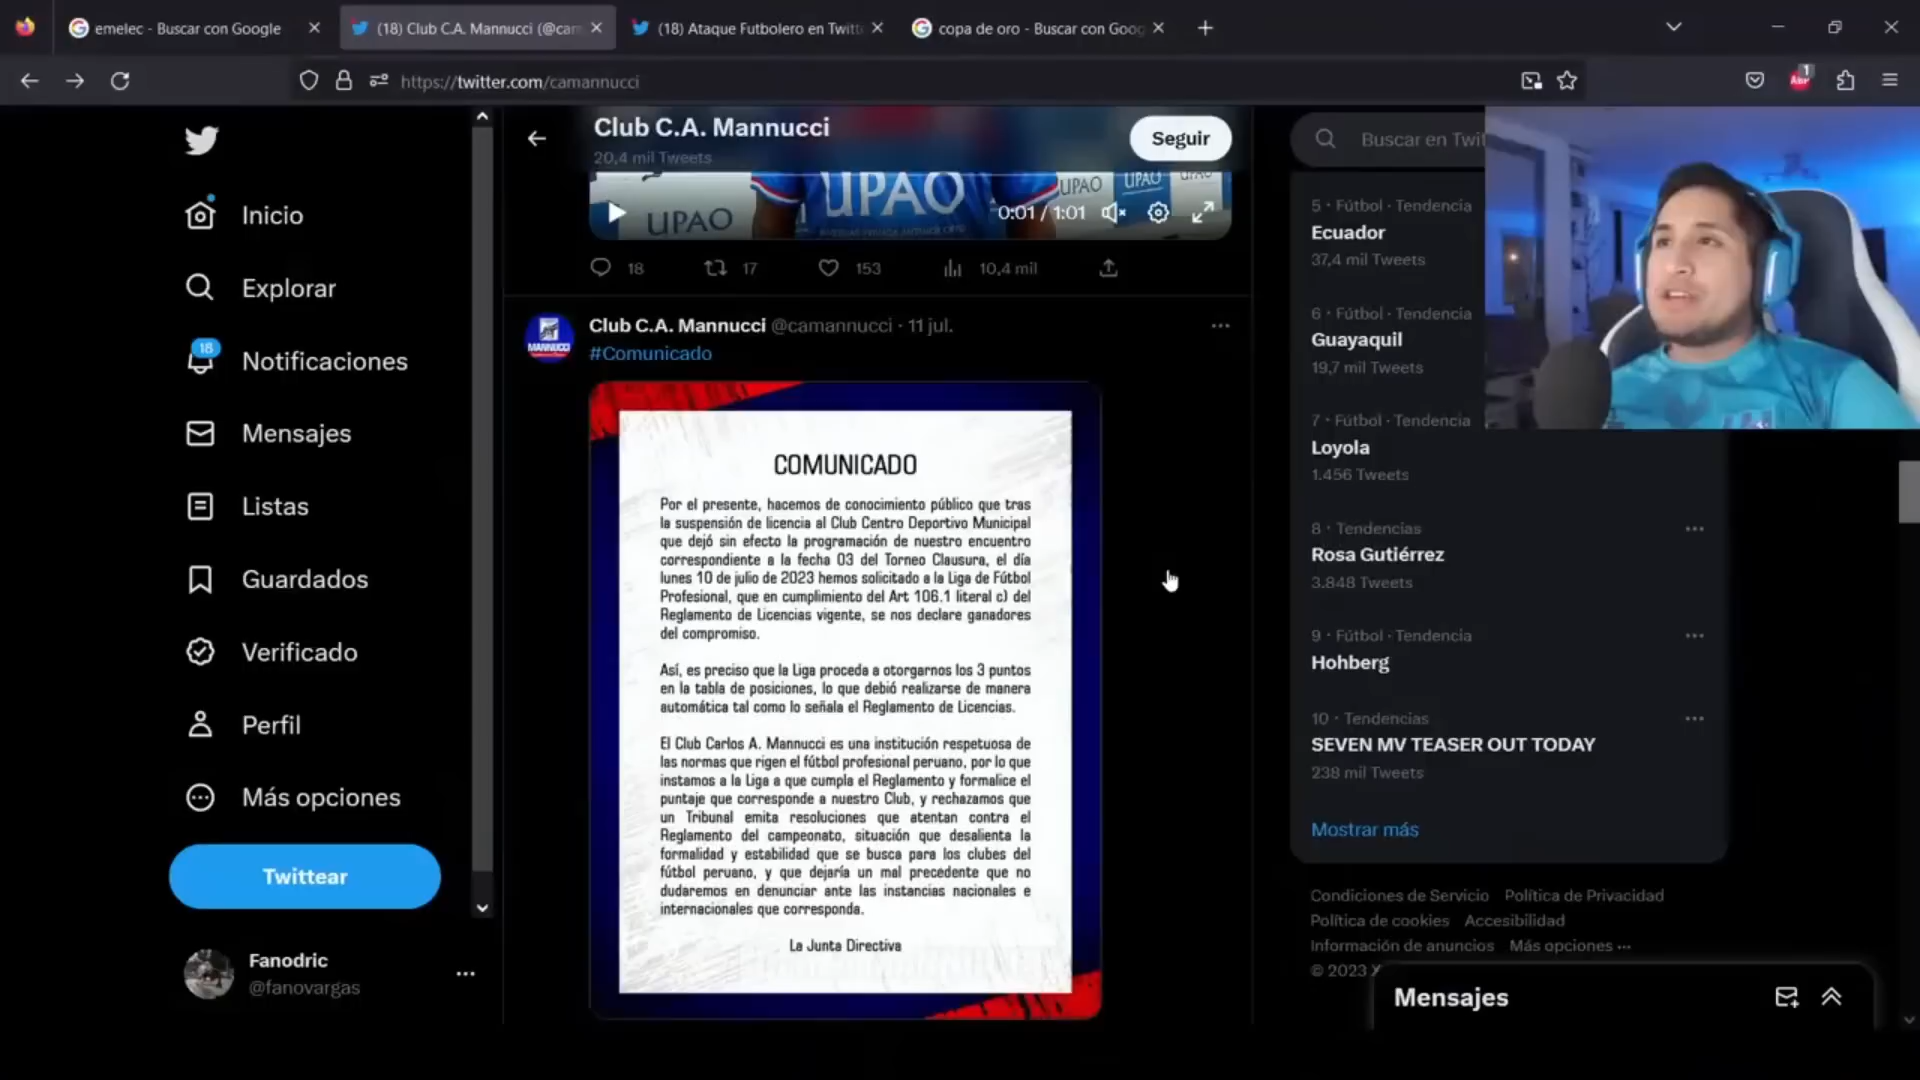 emelec - Buscar con Google
(18) Club C.A. Mannucci (@cam
(18) Ataque Futbolero en Twitt
copa de oro - Buscar con Goog
https://twitter.com/camannucci
1
Inicio
Explorar
18
Notificaciones
Mensajes
Listas
Guardados
Verificado
Perfil
Más opciones
Twittear
Fanodric
@fanovargas
Club C.A. Mannucci
20,4 mil Tweets
Seguir
UPAO
UPAO
UPAO
UPAO
UPAO
0:01 / 1:01
18
17
153
10,4 mil
MANNUCCI
Club C.A. Mannucci @camannucci · 11 jul.
#Comunicado
COMUNICADO
Por el presente, hacemos de conocimiento público que tras
la suspensión de licencia al Club Centro Deportivo Municipal
que dejó sin efecto la programación de nuestro encuentro
correspondiente a la fecha 03 del Torneo Clausura, el día
lunes 10 de julio de 2023 hemos solicitado a la Liga de Fútbol
Profesional, que en cumplimiento del Art 106.1 literal c) del
Reglamento de Licencias vigente, se nos declare ganadores
del compromiso.
Así, es preciso que la Liga proceda a otorgarnos los 3 puntos
en la tabla de posiciones, lo que debió realizarse de manera
automática tal como lo señala el Reglamento de Licencias.
El Club Carlos A. Mannucci es una institución respetuosa de
las normas que rigen el fútbol profesional peruano, por lo que
instamos a la Liga a que cumpla el Reglamento y formalice el
puntaje que corresponde a nuestro Club, y rechazamos que
un Tribunal emita resoluciones que atentan contra el
Reglamento del campeonato, situación que desalienta la
formalidad y estabilidad que se busca para los clubes del
fútbol peruano, y que dejaría un mal precedente que no
dudaremos en denunciar ante las instancias nacionales e
internacionales que corresponda.
La Junta Directiva
Buscar en Twit
5 · Fútbol · Tendencia
Ecuador
37,4 mil Tweets
6 · Fútbol · Tendencia
Guayaquil
19,7 mil Tweets
7 · Fútbol · Tendencia
Loyola
1.456 Tweets
8 · Tendencias
Rosa Gutiérrez
3.848 Tweets
9 · Fútbol · Tendencia
Hohberg
10 · Tendencias
SEVEN MV TEASER OUT TODAY
238 mil Tweets
Mostrar más
Condiciones de Servicio Política de Privacidad
Política de cookies Accesibilidad
Información de anuncios Más opciones ···
© 2023 X
Mensajes